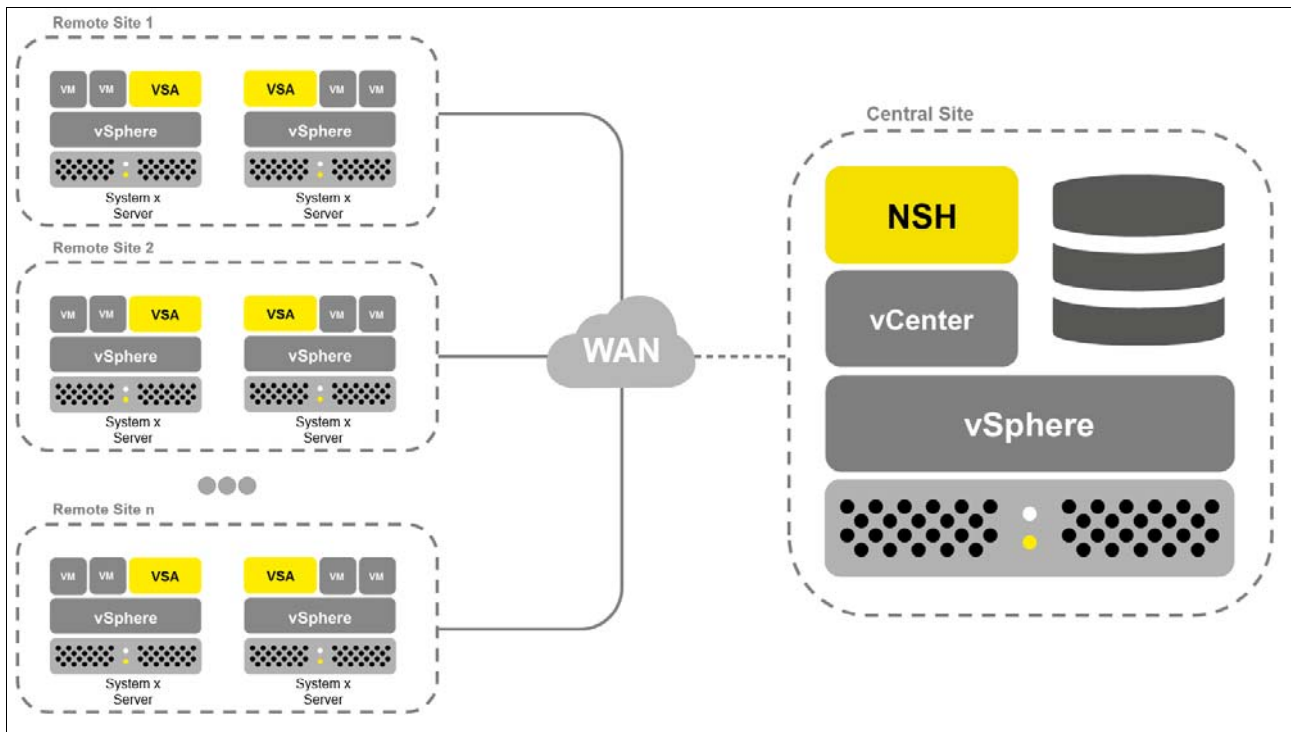 Remote Site 1
VM VM VSA VSA VM VM
vSphere vSphere
System x System x
Server Server
Remote Site 2
VM VM VSA VSA VM VM
vSphere vSphere
System x System x
Server Server
Remote Site n
VM VM VSA VSA VM VM
vSphere vSphere
System x System x
Server Server
WAN
Central Site
NSH
vCenter
vSphere